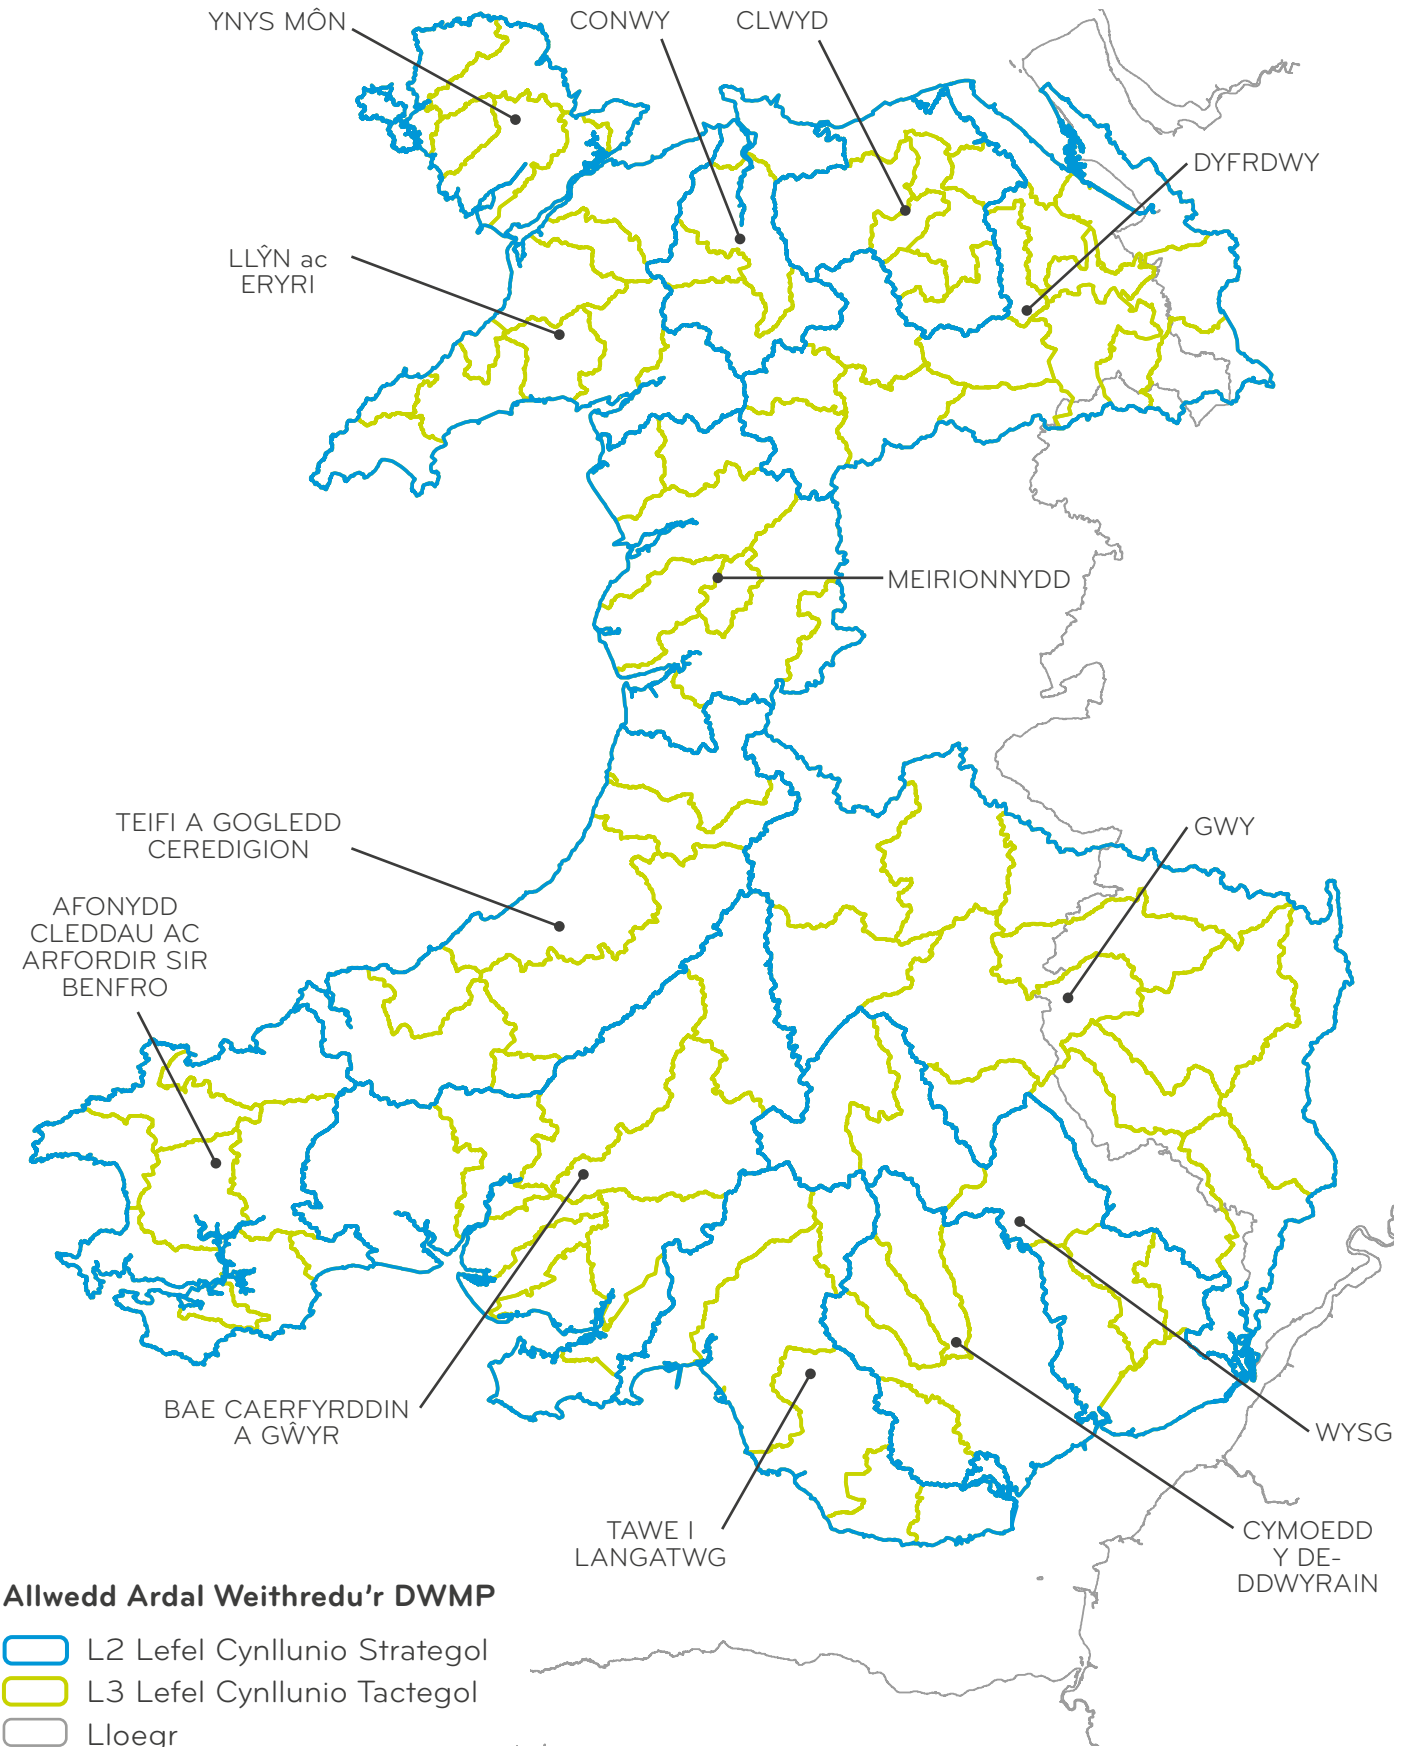 YNYS MÔN
CONWY
CLWYD
DYFRDWY
LLŶN ac
ERYRI
MEIRIONNYDD
TEIFI A GOGLEDD
CEREDIGION
GWY
AFONYDD
CLEDDAU AC
ARFORDIR SIR
BENFRO
BAE CAERFYRDDIN
A GŴYR
WYSG
TAWE I
LANGATWG
CYMOEDD
Y DE-
DDWYRAIN
Allwedd Ardal Weithredu'r DWMP
L2 Lefel Cynllunio Strategol
L3 Lefel Cynllunio Tactegol
Lloegr